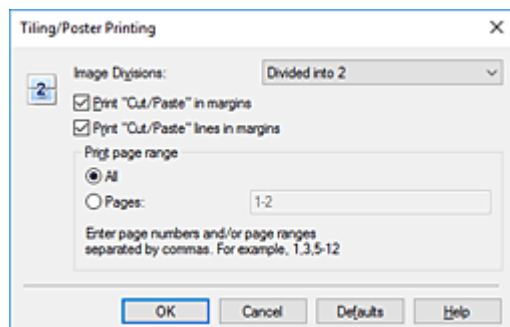 Tiling/Poster Printing
Image Divisions: Divided into 2
2
Print "Cut/Paste" in margins
Print "Cut/Paste" lines in margins
Print page range
All
Pages: 1-2
Enter page numbers and/or page ranges
separated by commas. For example, 1,3,5-12
OK Cancel Defaults Help